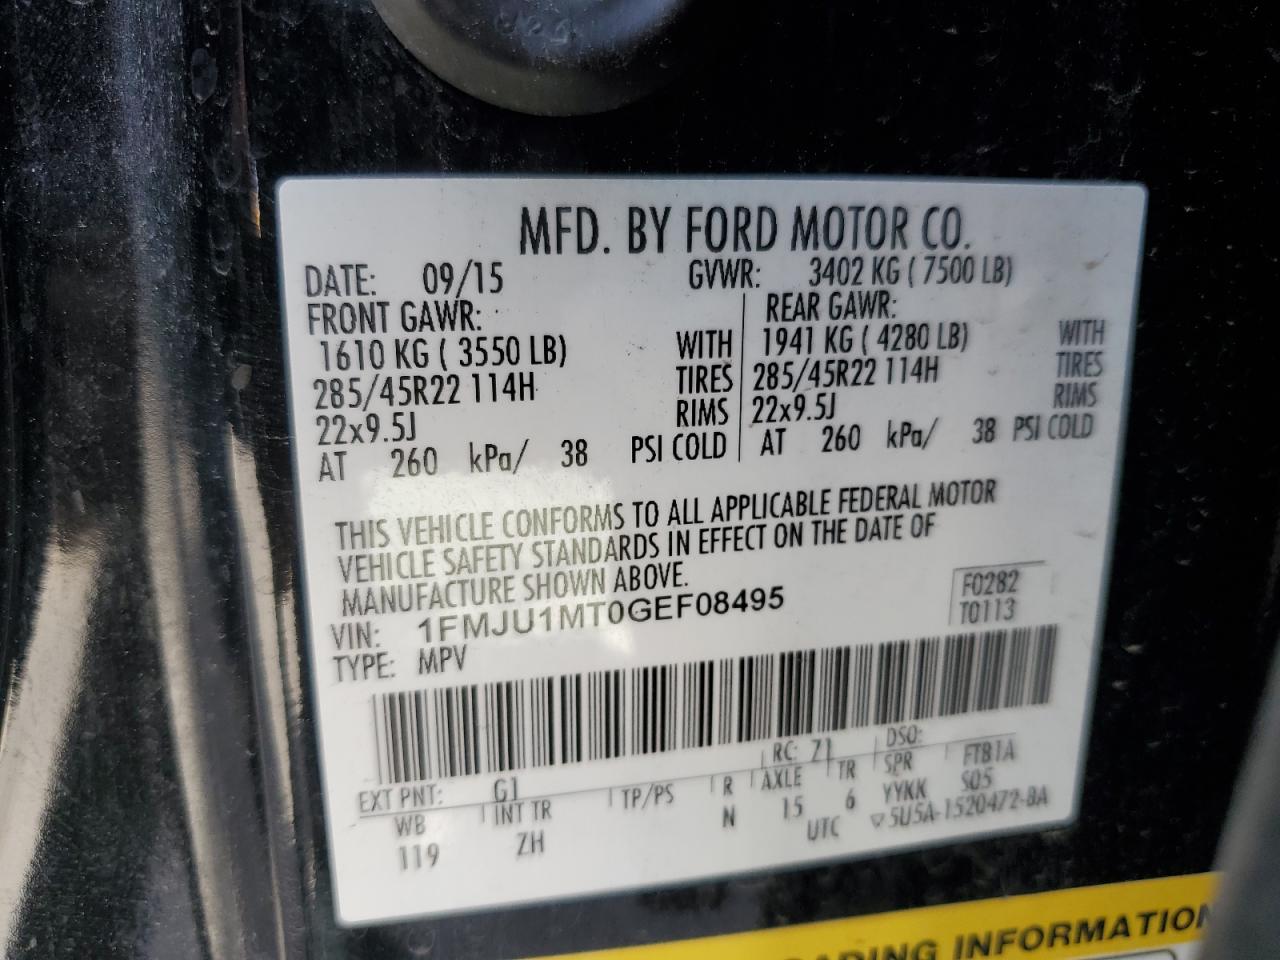 MFD. BY FORD MOTOR CO.
DATE: 09/15 GVWR: 3402 KG ( 7500 LB)
FRONT GAWR: REAR GAWR:
1610 KG ( 3550 LB) WITH 1941 KG ( 4280 LB) WITH
285/45R22 114H TIRES 285/45R22 114H TIRES
22x9.5J RIMS 22x9.5J RIMS
AT 260 kPa/ 38 PSI COLD AT 260 kPa/ 38 PSI COLD
THIS VEHICLE CONFORMS TO ALL APPLICABLE FEDERAL MOTOR
VEHICLE SAFETY STANDARDS IN EFFECT ON THE DATE OF
MANUFACTURE SHOWN ABOVE.
VIN: 1FMJU1MT0GEF08495
TYPE: MPV
F0282
T0113
EXT PNT: G1 RC: 71 DSO: FTB1A
WB INT TR TP/PS R AXLE TR SPR S05
119 ZH N 15 6 YYKK
UTC ▽5U5A-1520472-BA
ADING INFORMATION